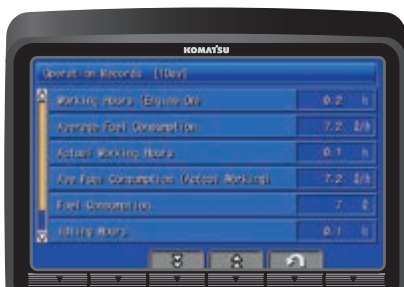 KOMATSU
Operation Records [1Day]
Working Hours (Engine On) 0.2 h
Average Fuel Consumption 7.2 ℓ/h
Actual Working Hours 0.1 h
Ave Fuel Consumption (Actual Working) 7.2 ℓ/h
Fuel Consumption 7 ℓ
Idling Hours 0.1 h